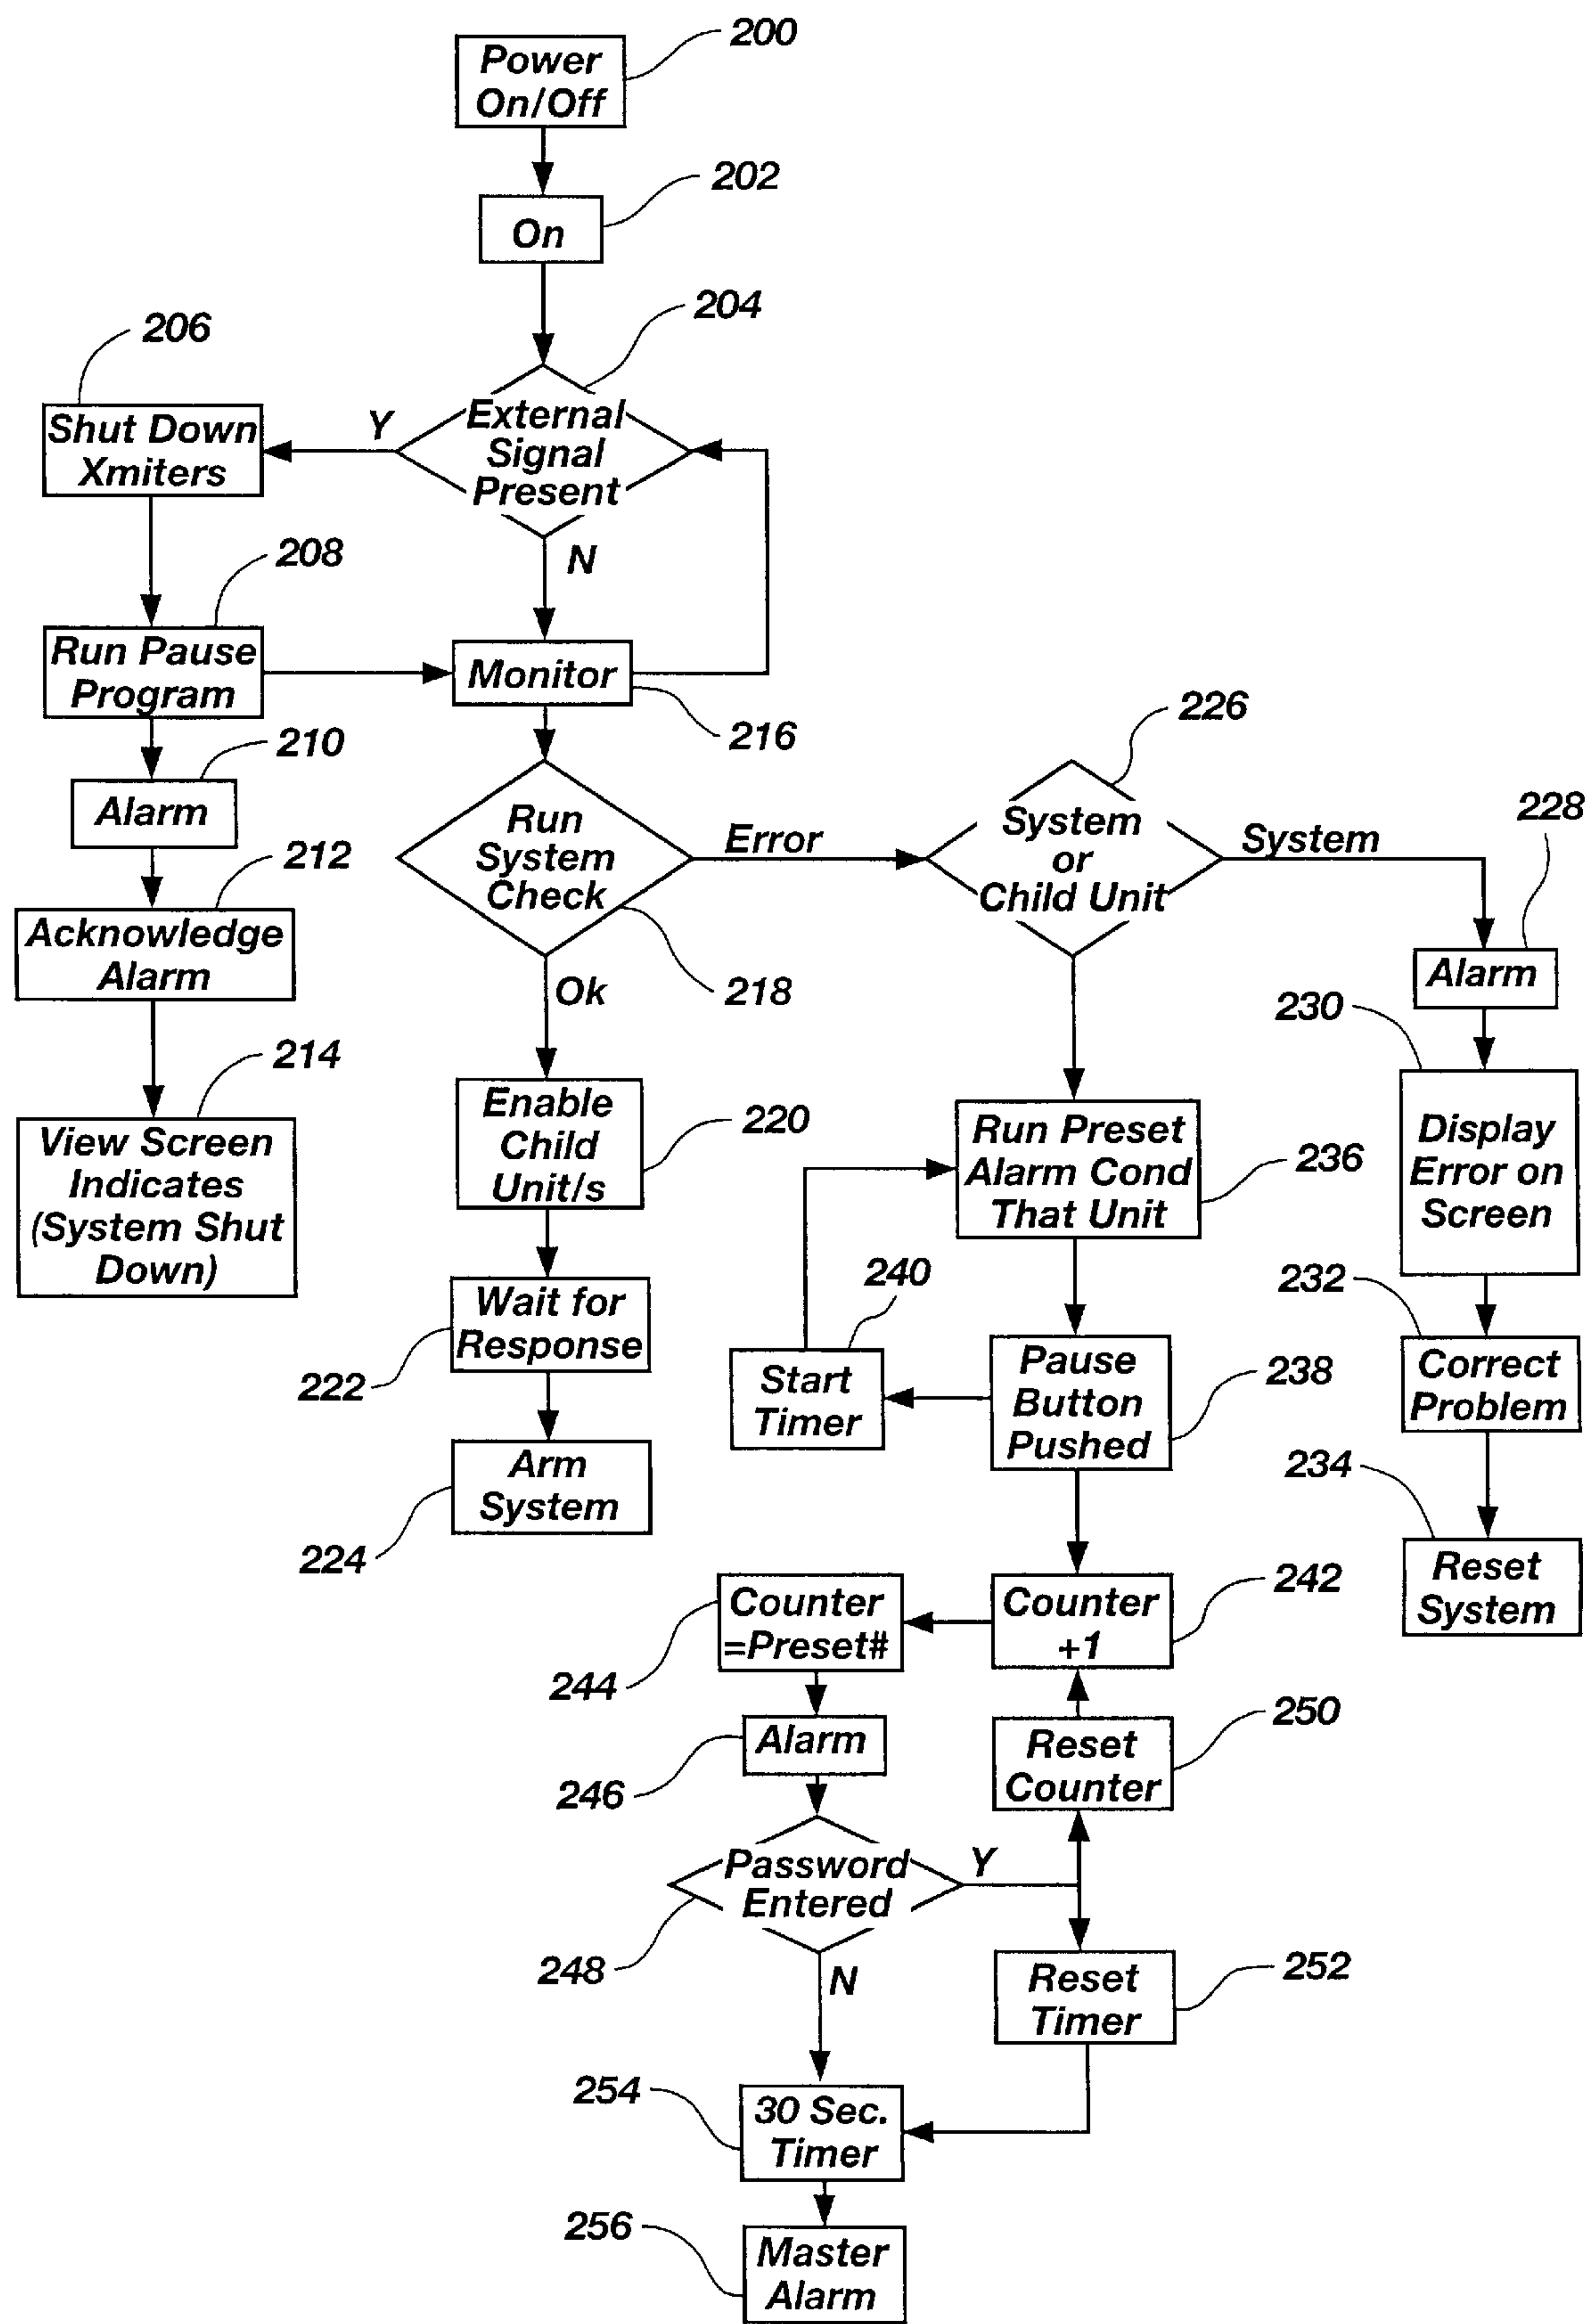 200
Power
On/Off
202
On
204
206
External
Signal
Present
Y
N
Shut Down
Xmiters
208
Run Pause
Program
Monitor
216
210
Alarm
212
Acknowledge
Alarm
214
View Screen
Indicates
(System Shut
Down)
Run
System
Check
218
Error
Ok
226
System
or
Child Unit
System
228
Alarm
230
Display
Error on
Screen
232
Correct
Problem
234
Reset
System
Enable
Child
Unit/s
220
Wait for
Response
222
Arm
System
224
Run Preset
Alarm Cond
That Unit
236
240
Start
Timer
Pause
Button
Pushed
238
Counter
+1
242
Counter
=Preset#
244
Alarm
246
Reset
Counter
250
Password
Entered
248
Y
N
Reset
Timer
252
254
30 Sec.
Timer
256
Master
Alarm